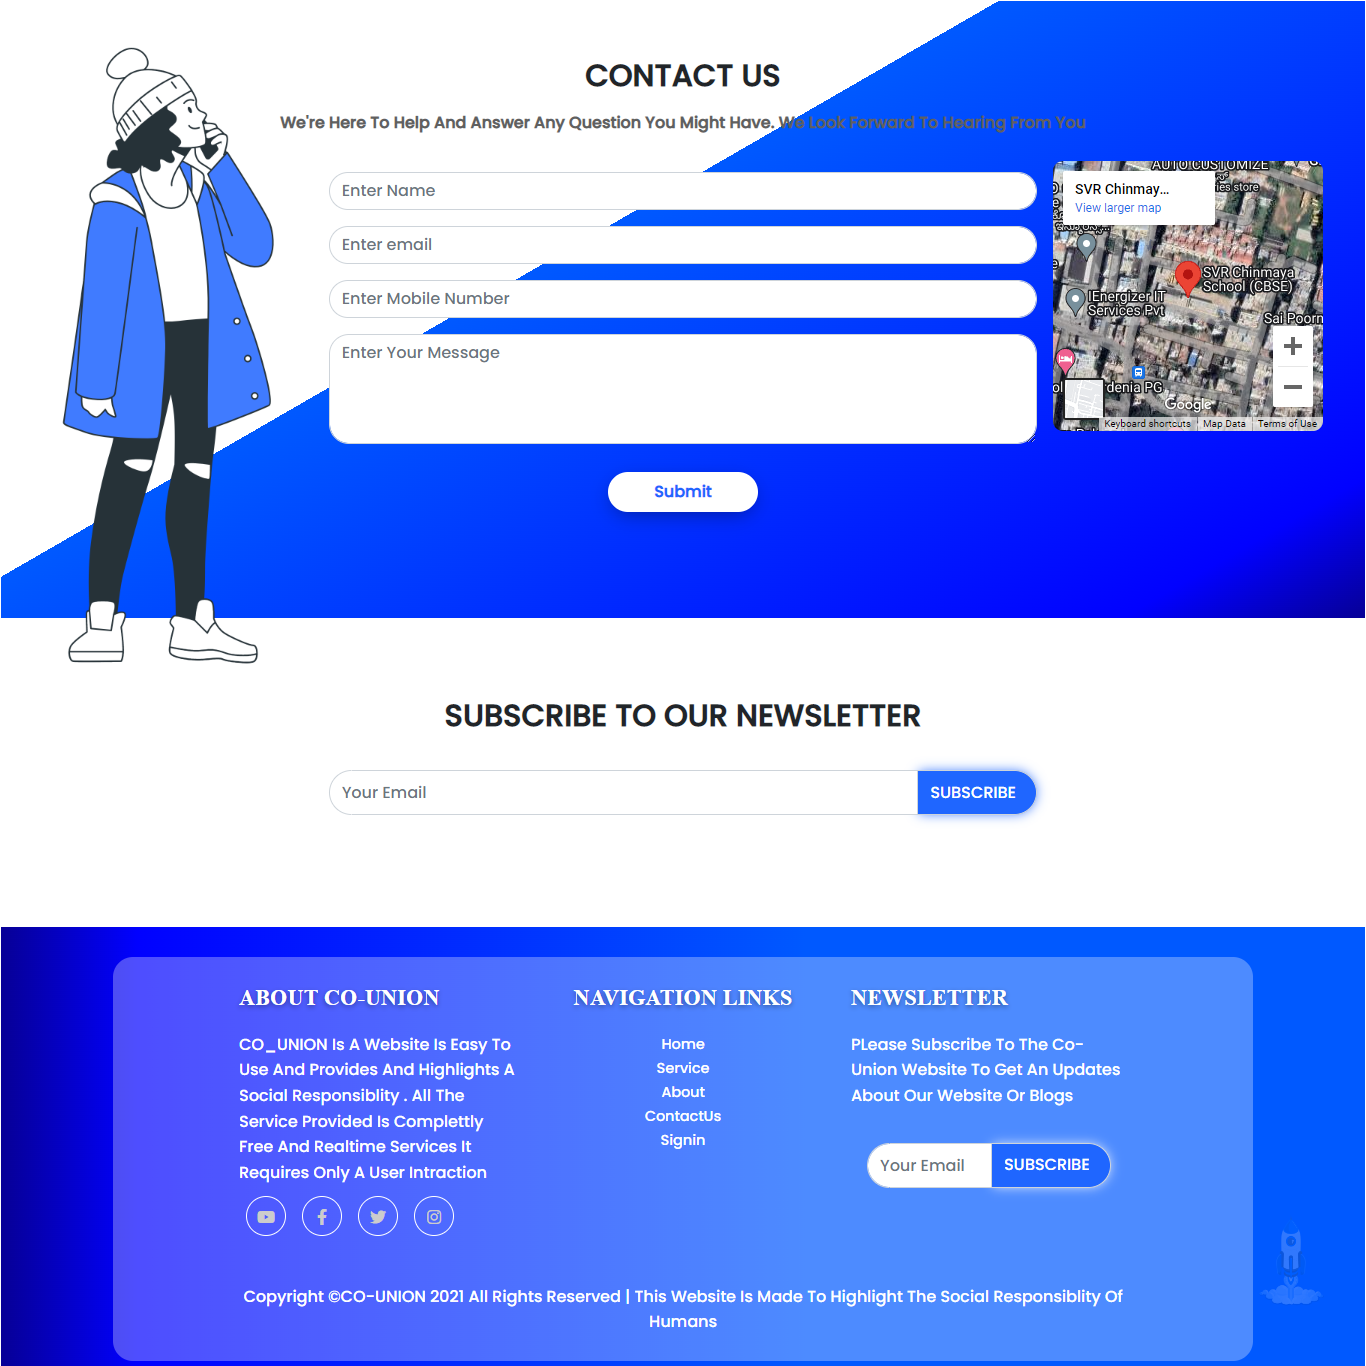 CONTACT US
We're Here To Help And Answer Any Question You Might Have. We Look Forward To Hearing From You
Enter Name
Enter email
Enter Mobile Number
Enter Your Message
Submit
AUTO CUSTOMIZE
ries store
SVR Chinmay...
View larger map
SVR Chinmaya
School (CBSE)
IEnergizer IT
Services Pvt
Sai Poorn
rdenia PG
Google
Keyboard shortcuts
Map Data
Terms of Use
SUBSCRIBE TO OUR NEWSLETTER
Your Email
SUBSCRIBE
ABOUT CO-UNION
CO_UNION Is A Website Is Easy To
Use And Provides And Highlights A
Social Responsiblity . All The
Service Provided Is Complettly
Free And Realtime Services It
Requires Only A User Intraction
NAVIGATION LINKS
Home
Service
About
ContactUs
Signin
NEWSLETTER
PLease Subscribe To The Co-
Union Website To Get An Updates
About Our Website Or Blogs
Your Email
SUBSCRIBE
Copyright ©CO-UNION 2021 All Rights Reserved | This Website Is Made To Highlight The Social Responsiblity Of
Humans